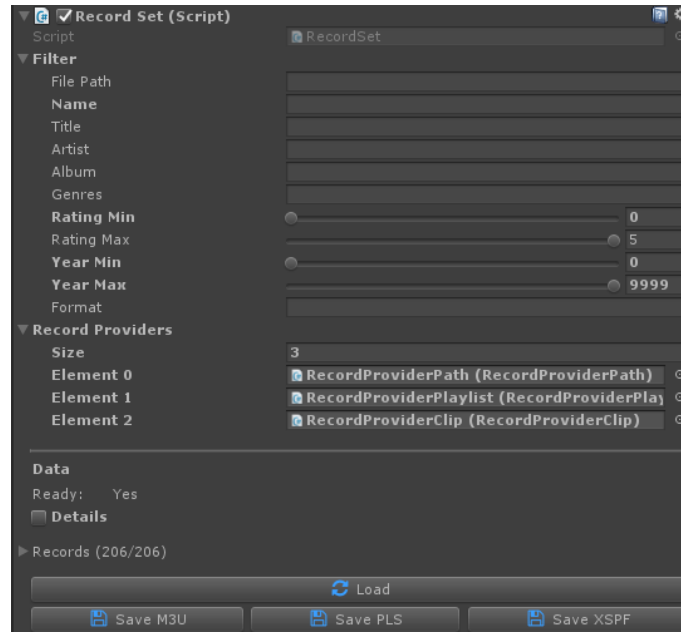 Record Set (Script)
Script RecordSet
Filter
File Path
Name
Title
Artist
Album
Genres
Rating Min 0
Rating Max 5
Year Min 0
Year Max 9999
Format
Record Providers
Size 3
Element 0 RecordProviderPath (RecordProviderPath)
Element 1 RecordProviderPlaylist (RecordProviderPlay
Element 2 RecordProviderClip (RecordProviderClip)
Data
Ready: Yes
Details
Records (206/206)
Load
Save M3U Save PLS Save XSPF